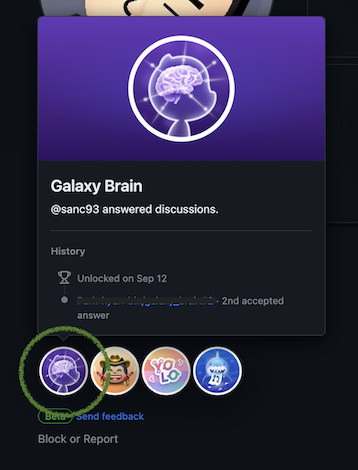 Galaxy Brain
@sanc93 answered discussions.
History
Unlocked on Sep 12
· 2nd accepted
answer
YOLO
Beta
Send feedback
Block or Report